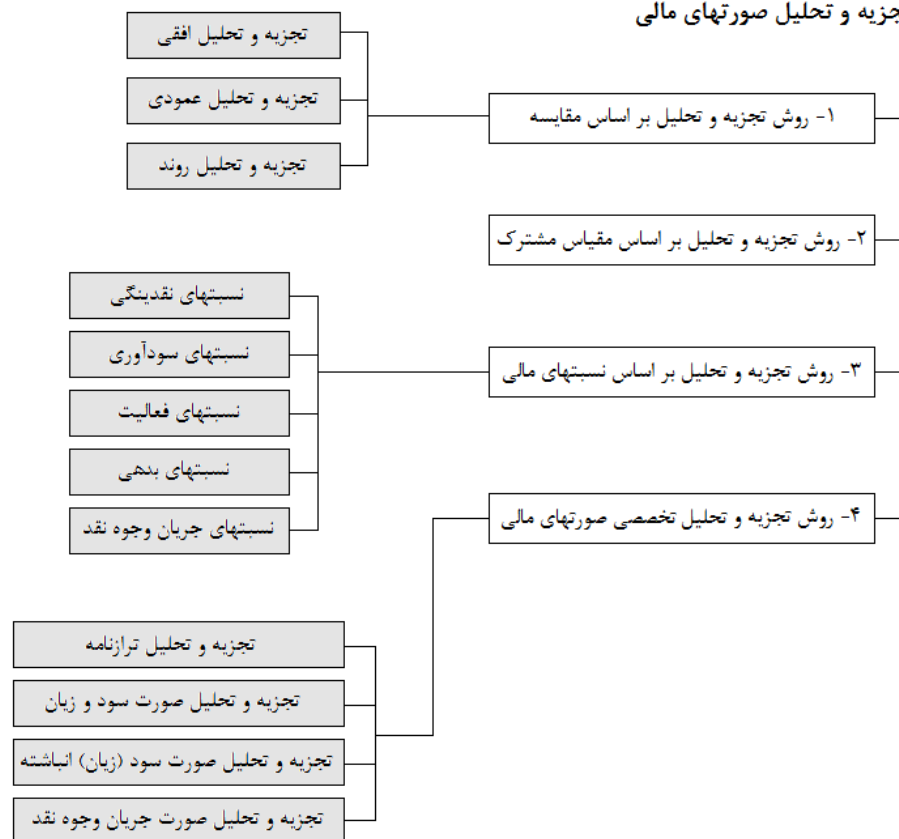 جزیه و تحلیل صورتهای مالی
۱- روش تجزیه و تحلیل بر اساس مقایسه
تجزیه و تحلیل افقی
تجزیه و تحلیل عمودی
تجزیه و تحلیل روند
۲- روش تجزیه و تحلیل بر اساس مقیاس مشترک
۳- روش تجزیه و تحلیل بر اساس نسبتهای مالی
نسبتهای نقدینگی
نسبتهای سودآوری
نسبتهای فعالیت
نسبتهای بدهی
نسبتهای جریان وجوه نقد
۴- روش تجزیه و تحلیل تخصصی صورتهای مالی
تجزیه و تحلیل ترازنامه
تجزیه و تحلیل صورت سود و زیان
تجزیه و تحلیل صورت سود (زیان) انباشته
تجزیه و تحلیل صورت جریان وجوه نقد